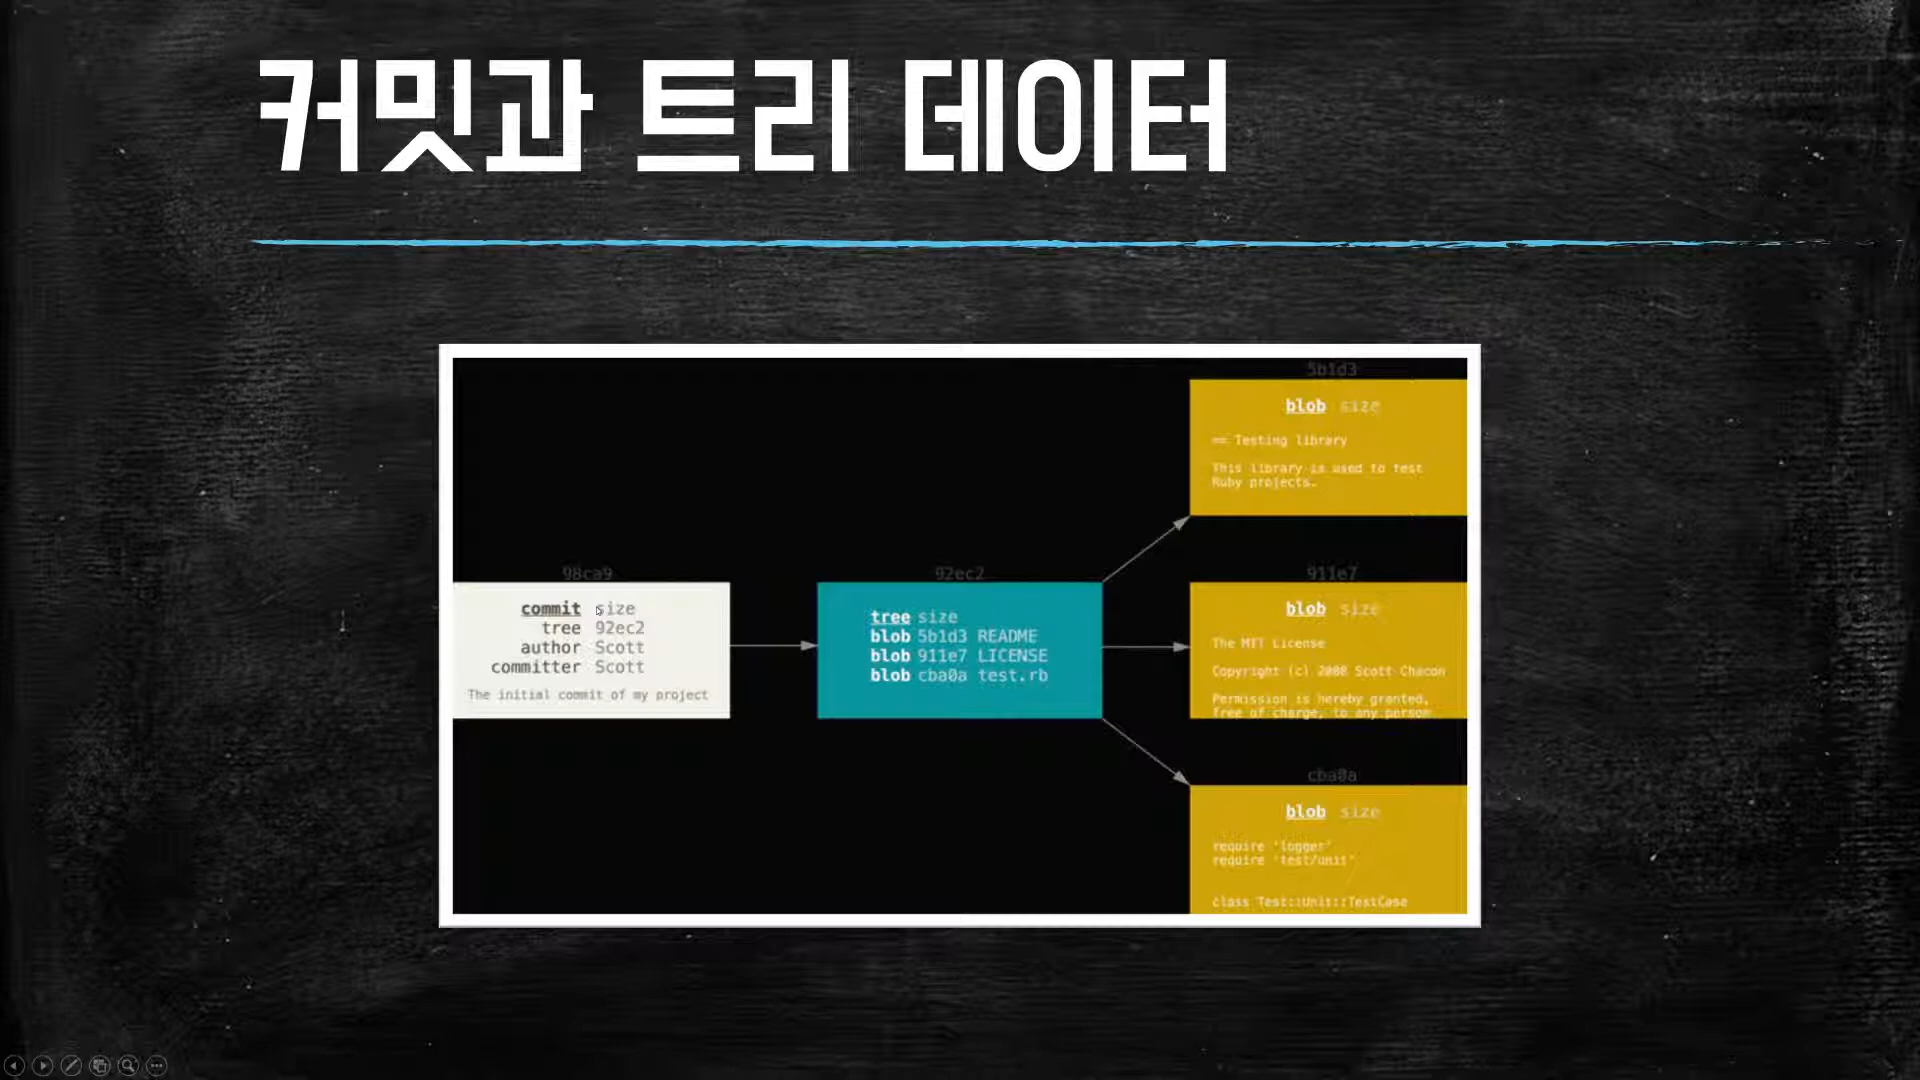 커밋과 트리 데이터
5b1d3
blob size
== Testing library
This library is used to test
Ruby projects.
98ca9
commit size
tree 92ec2
author Scott
committer Scott
The initial commit of my project
92ec2
tree size
blob 5b1d3 README
blob 911e7 LICENSE
blob cba0a test.rb
911e7
blob size
The MIT License
Copyright (c) 2008 Scott Chacon
Permission is hereby granted,
free of charge, to any person
cba0a
blob size
require 'logger'
require 'test/unit'
class Test::Unit::TestCase